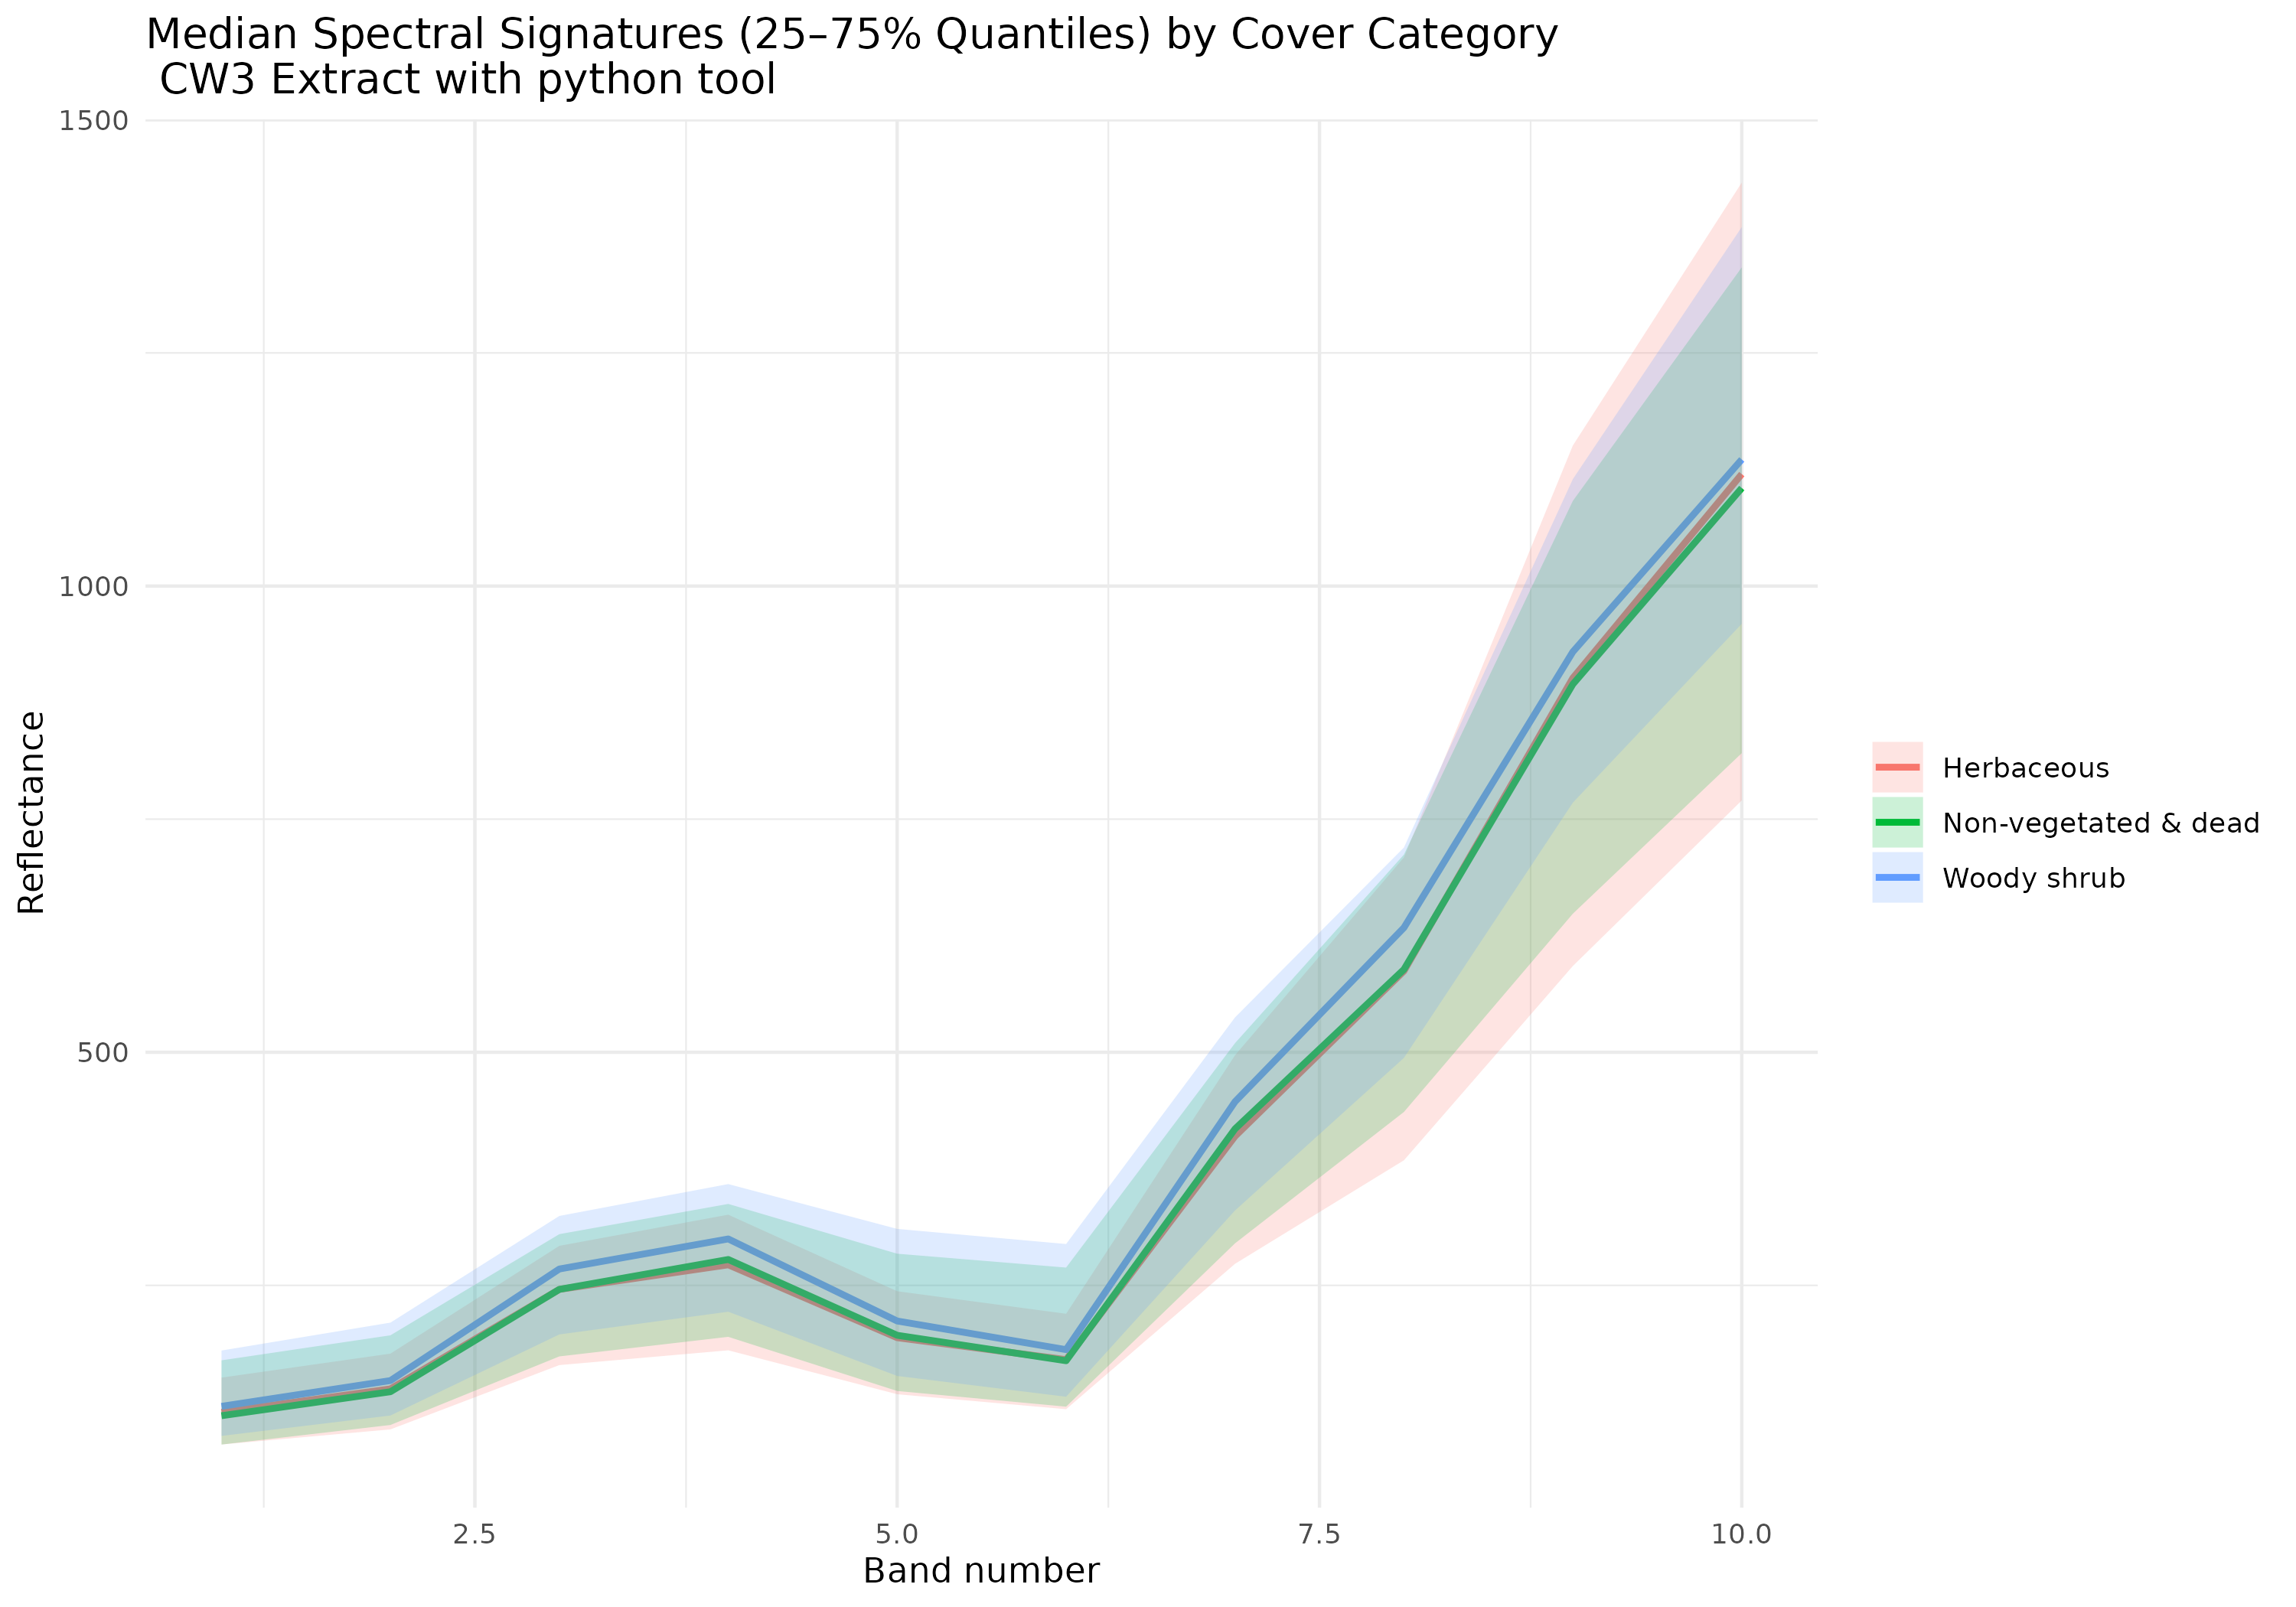 Median Spectral Signatures (25–75% Quantiles) by Cover Category
CW3 Extract with python tool
1500
1000
500
Reflectance
2.5 5.0 7.5 10.0
Band number
Herbaceous
Non-vegetated & dead
Woody shrub